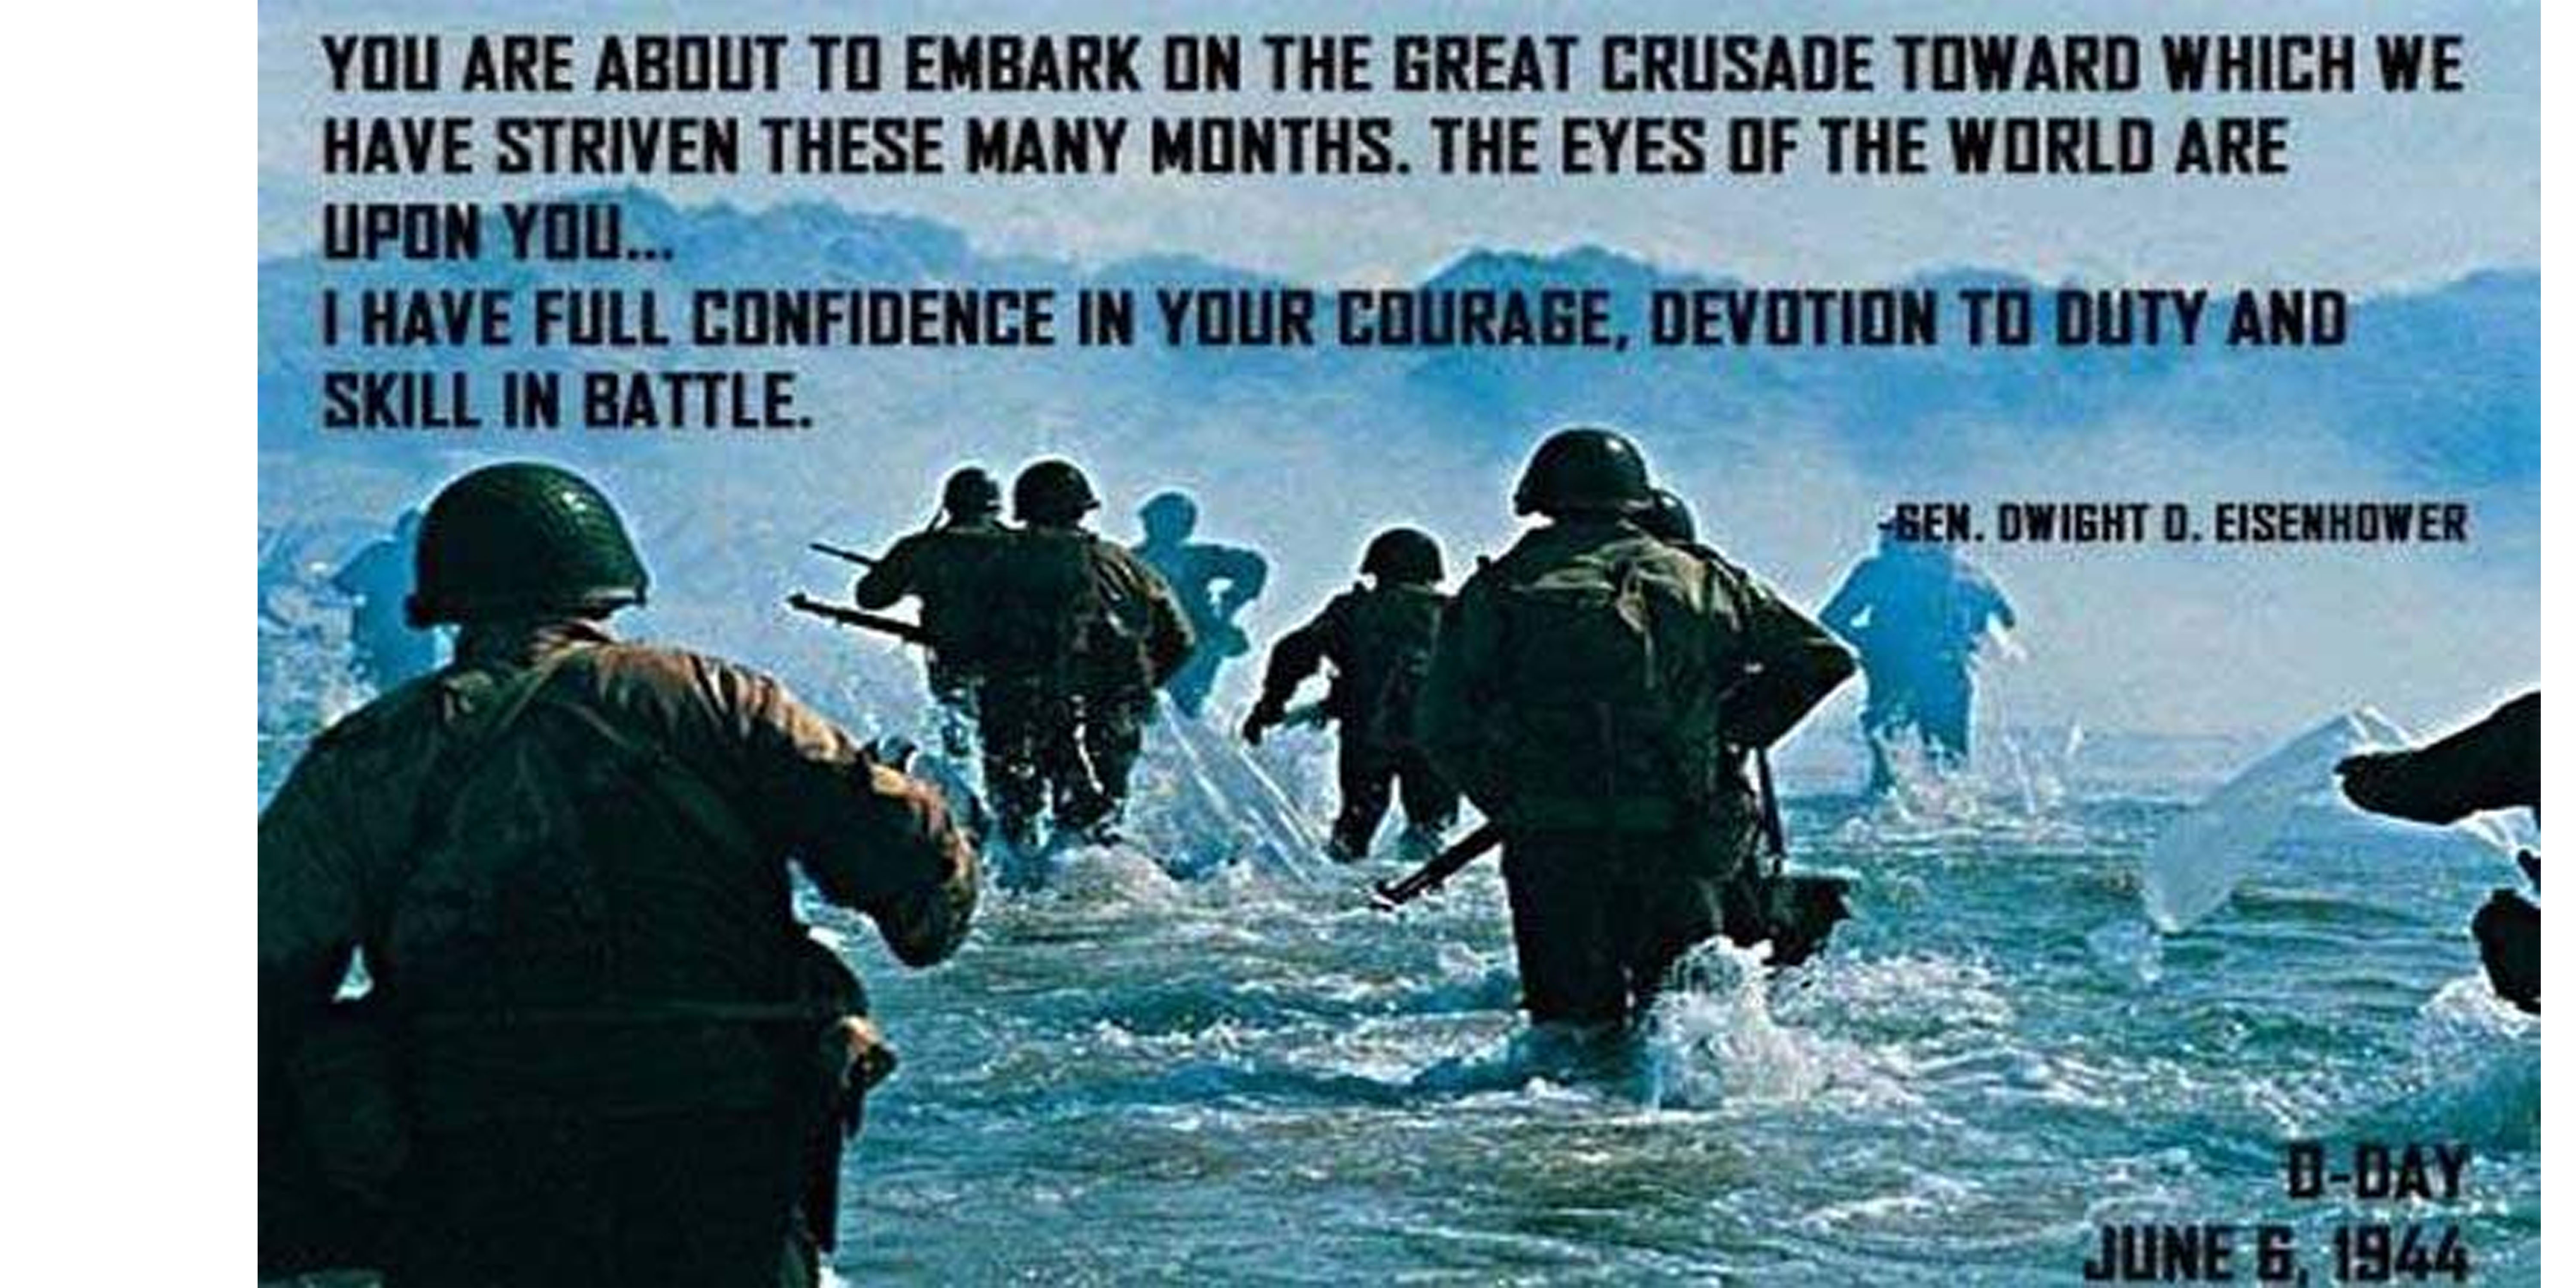 YOU ARE ABOUT TO EMBARK ON THE GREAT CRUSADE TOWARD WHICH WE
HAVE STRIVEN THESE MANY MONTHS. THE EYES OF THE WORLD ARE
UPON YOU...
I HAVE FULL CONFIDENCE IN YOUR COURAGE, DEVOTION TO DUTY AND
SKILL IN BATTLE.
-GEN. DWIGHT D. EISENHOWER
D-DAY
JUNE 6, 1944